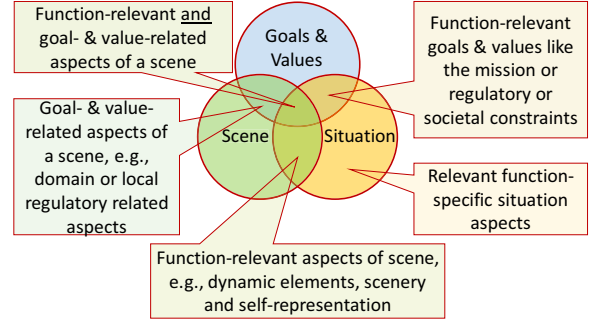 Function-relevant and
goal- & value-related
aspects of a scene
Goals &
Values
Function-relevant
goals & values like
the mission or
regulatory or
societal constraints
Goal- & value-
related aspects of
a scene, e.g.,
domain or local
regulatory related
aspects
Scene
Situation
Relevant function-
specific situation
aspects
Function-relevant aspects of scene,
e.g., dynamic elements, scenery
and self-representation